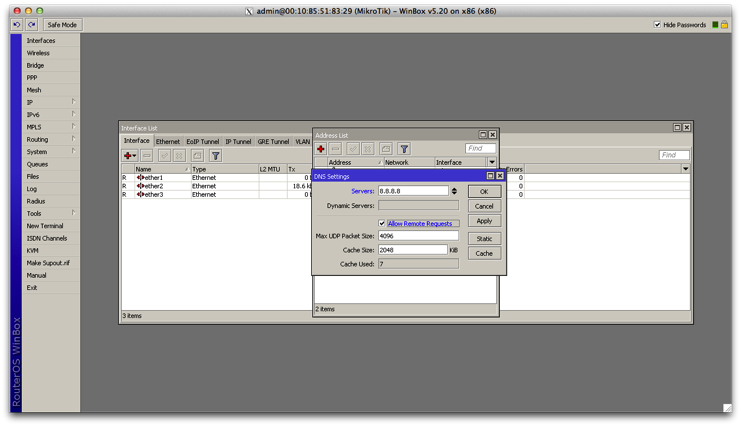 admin@00:10:B5:51:83:29 (MikroTik) – WinBox v5.20 on x86 (x86)
Safe Mode
Hide Passwords
Interfaces
Wireless
Bridge
PPP
Mesh
IP
IPv6
MPLS
Routing
System
Queues
Files
Log
Radius
Tools
New Terminal
ISDN Channels
KVM
Make Supout.rif
Manual
Exit
RouterOS WinBox
Interface List
Interface Ethernet EoIP Tunnel IP Tunnel GRE Tunnel VLAN
Find
Name Type L2 MTU Tx Errors
R ether1 Ethernet 0 0
R ether2 Ethernet 18.6 0
R ether3 Ethernet 0 0
3 items
Address List
Find
Address Network Interface
2 items
DNS Settings
Servers: 8.8.8.8
Dynamic Servers:
Allow Remote Requests
Max UDP Packet Size: 4096
Cache Size: 2048 KiB
Cache Used: 7
OK
Cancel
Apply
Static
Cache